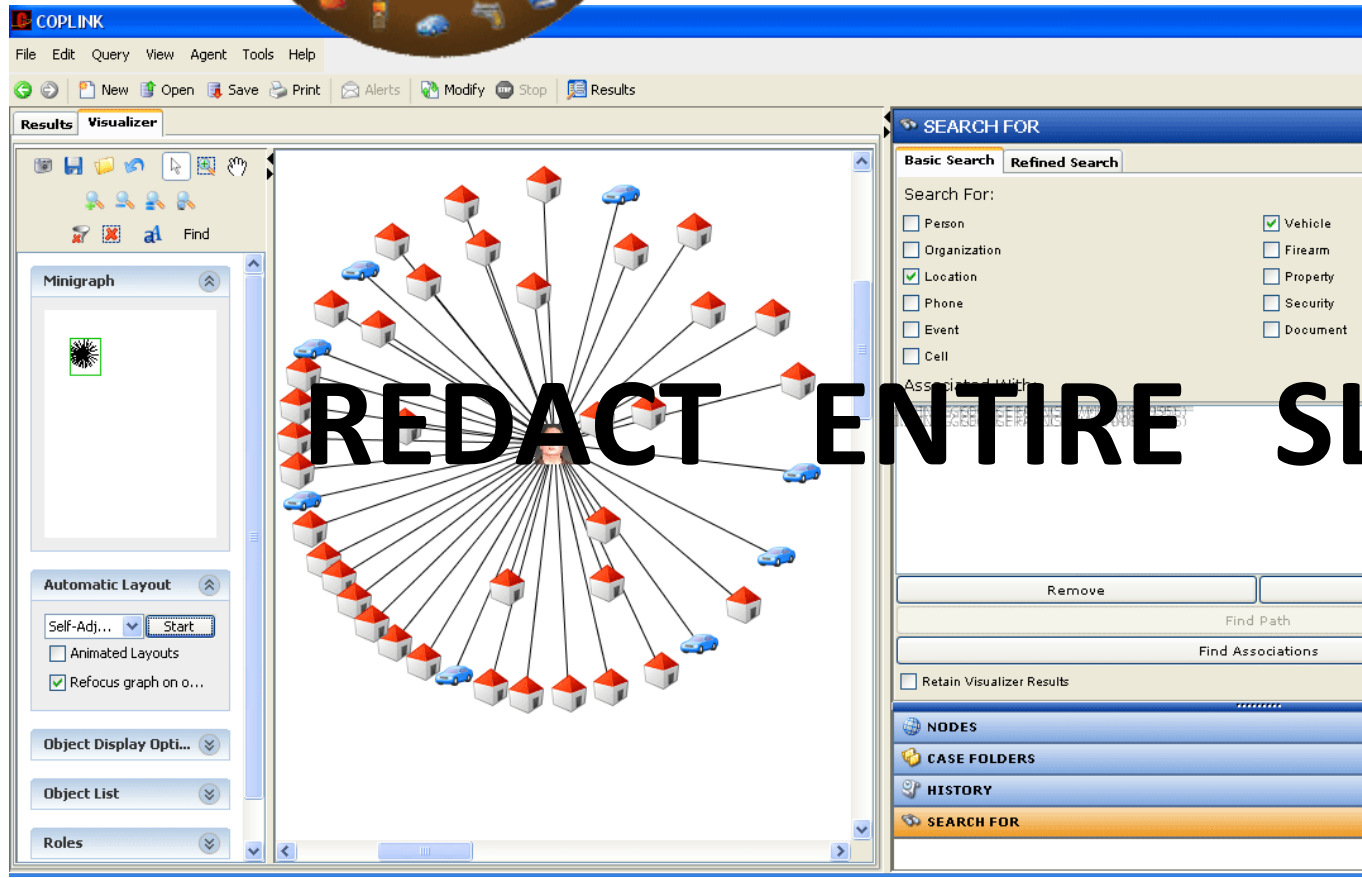 COPLINK
File Edit Query View Agent Tools Help
New Open Save Print Alerts Modify Stop Results
Results Visualizer
SEARCH FOR
Basic Search Refined Search
Search For:
Person Vehicle
Organization Firearm
Location Property
Phone Security
Event Document
Cell
Find
Minigraph
Associated With:
REDACT ENTIRE SL
Remove
Find Path
Find Associations
Retain Visualizer Results
Automatic Layout
Self-Adj... Start
Animated Layouts
Refocus graph on o...
Object Display Opti...
Object List
Roles
NODES
CASE FOLDERS
HISTORY
SEARCH FOR